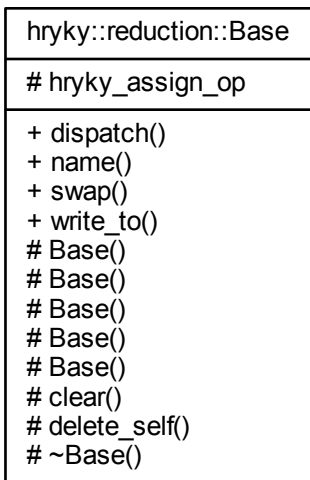 hryky::reduction::Base
# hryky_assign_op
+ dispatch()
+ name()
+ swap()
+ write_to()
# Base()
# Base()
# Base()
# Base()
# Base()
# clear()
# delete_self()
# ~Base()